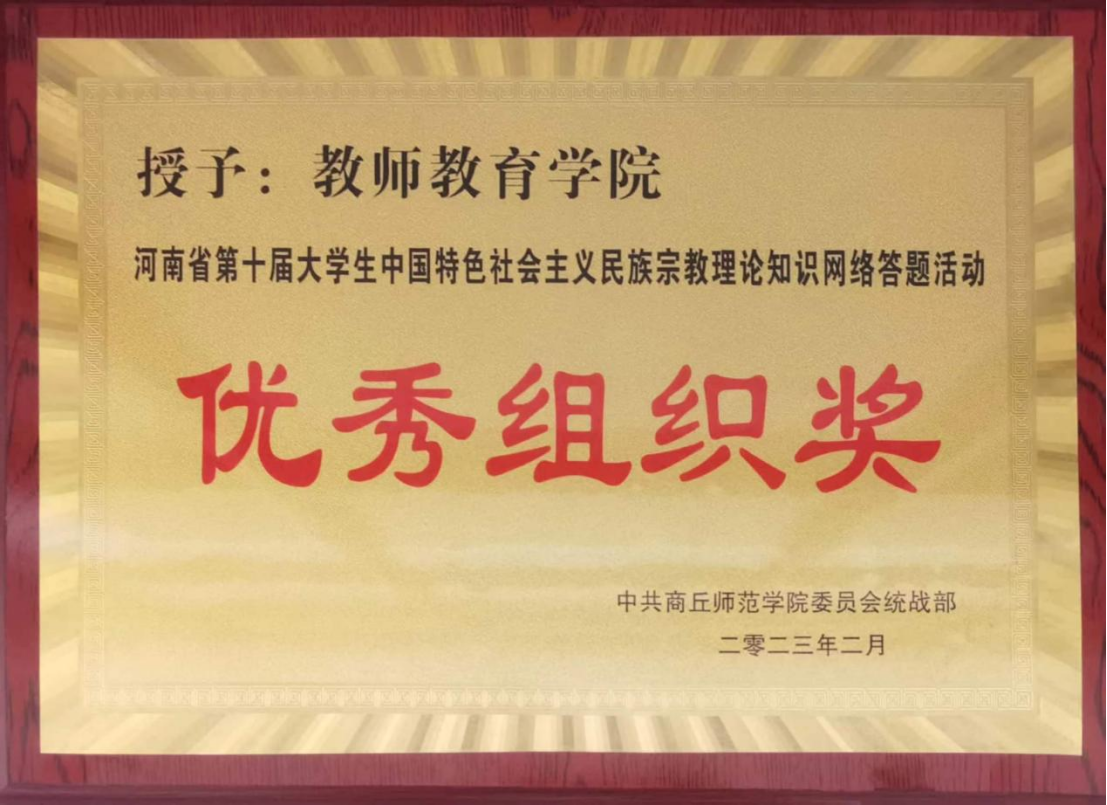 授予：教师教育学院
河南省第十届大学生中国特色社会主义民族宗教理论知识网络答题活动
优秀组织奖
中共商丘师范学院委员会统战部
二零二三年二月